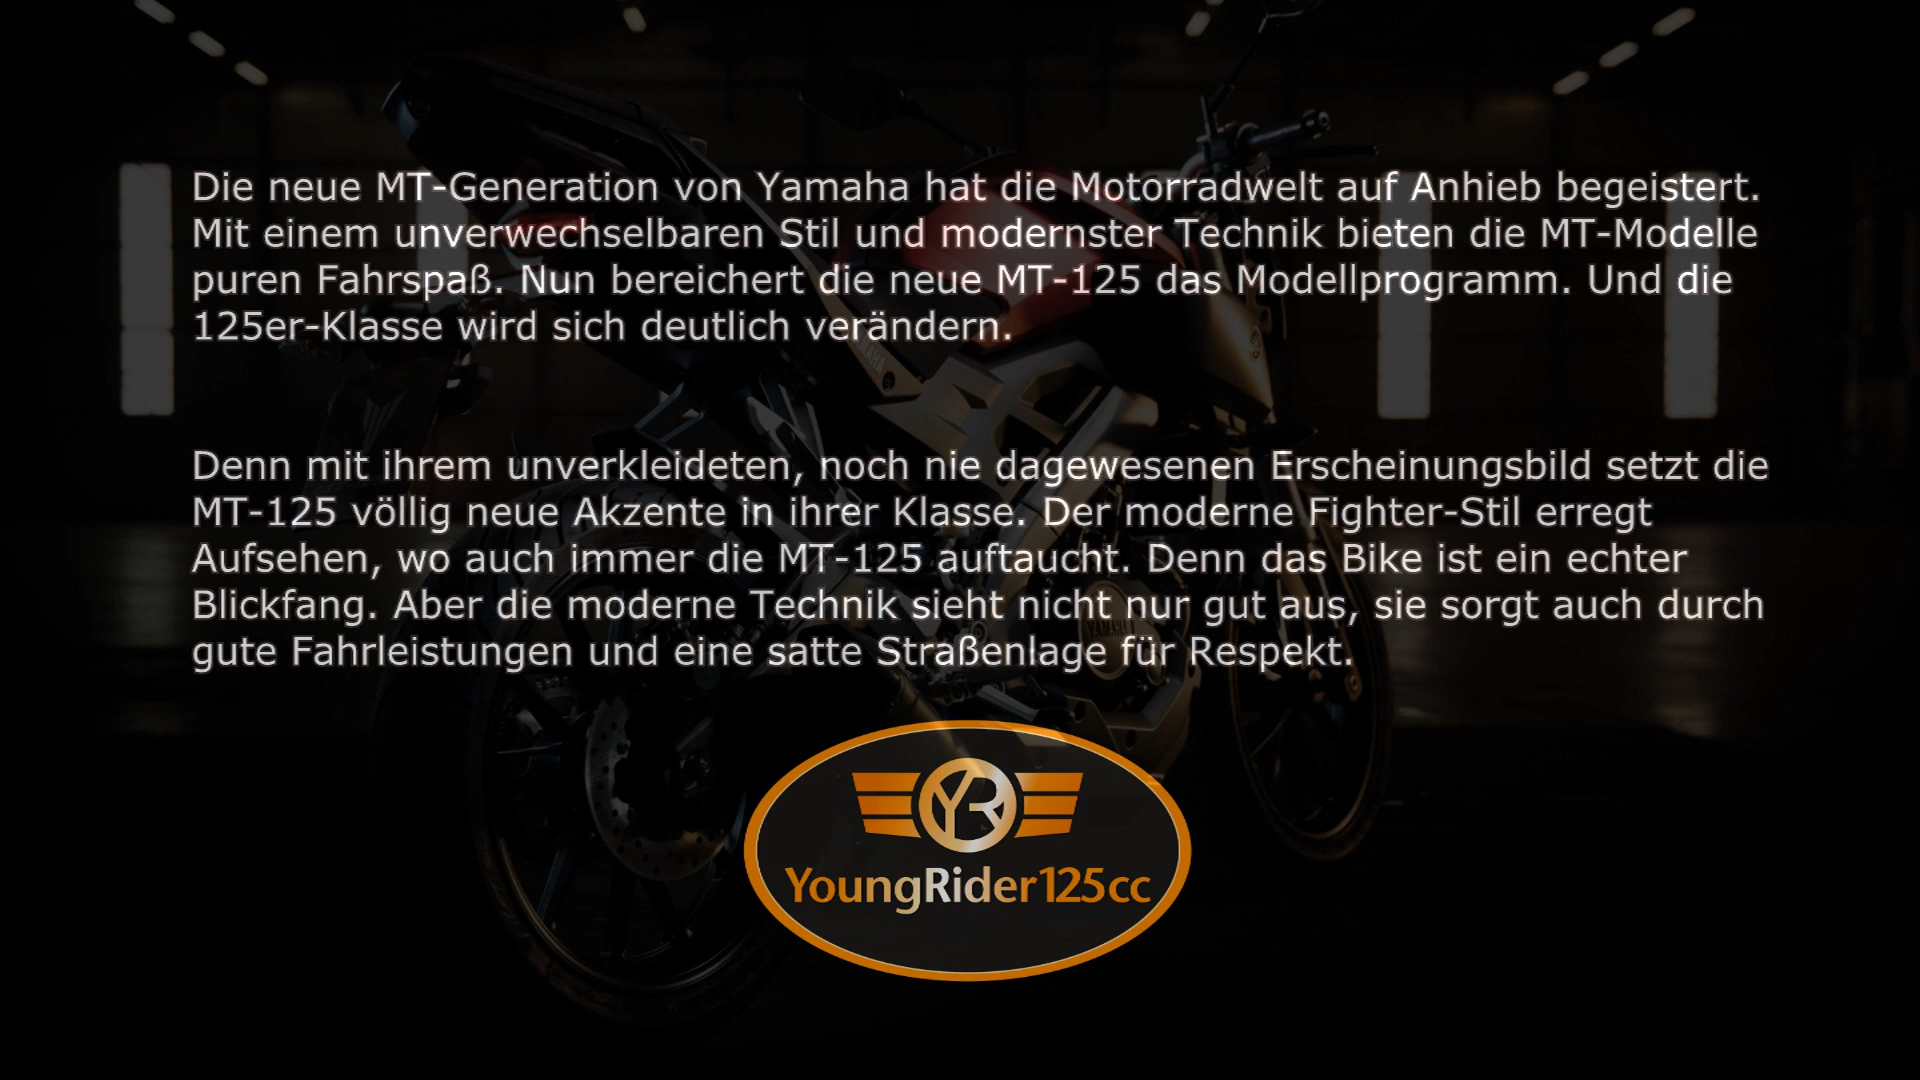 Die neue MT-Generation von Yamaha hat die Motorradwelt auf Anhieb begeistert.
Mit einem unverwechselbaren Stil und modernster Technik bieten die MT-Modelle
puren Fahrspaß. Nun bereichert die neue MT-125 das Modellprogramm. Und die
125er-Klasse wird sich deutlich verändern.
Denn mit ihrem unverkleideten, noch nie dagewesenen Erscheinungsbild setzt die
MT-125 völlig neue Akzente in ihrer Klasse. Der moderne Fighter-Stil erregt
Aufsehen, wo auch immer die MT-125 auftaucht. Denn das Bike ist ein echter
Blickfang. Aber die moderne Technik sieht nicht nur gut aus, sie sorgt auch durch
gute Fahrleistungen und eine satte Straßenlage für Respekt.
YR
YoungRider125cc